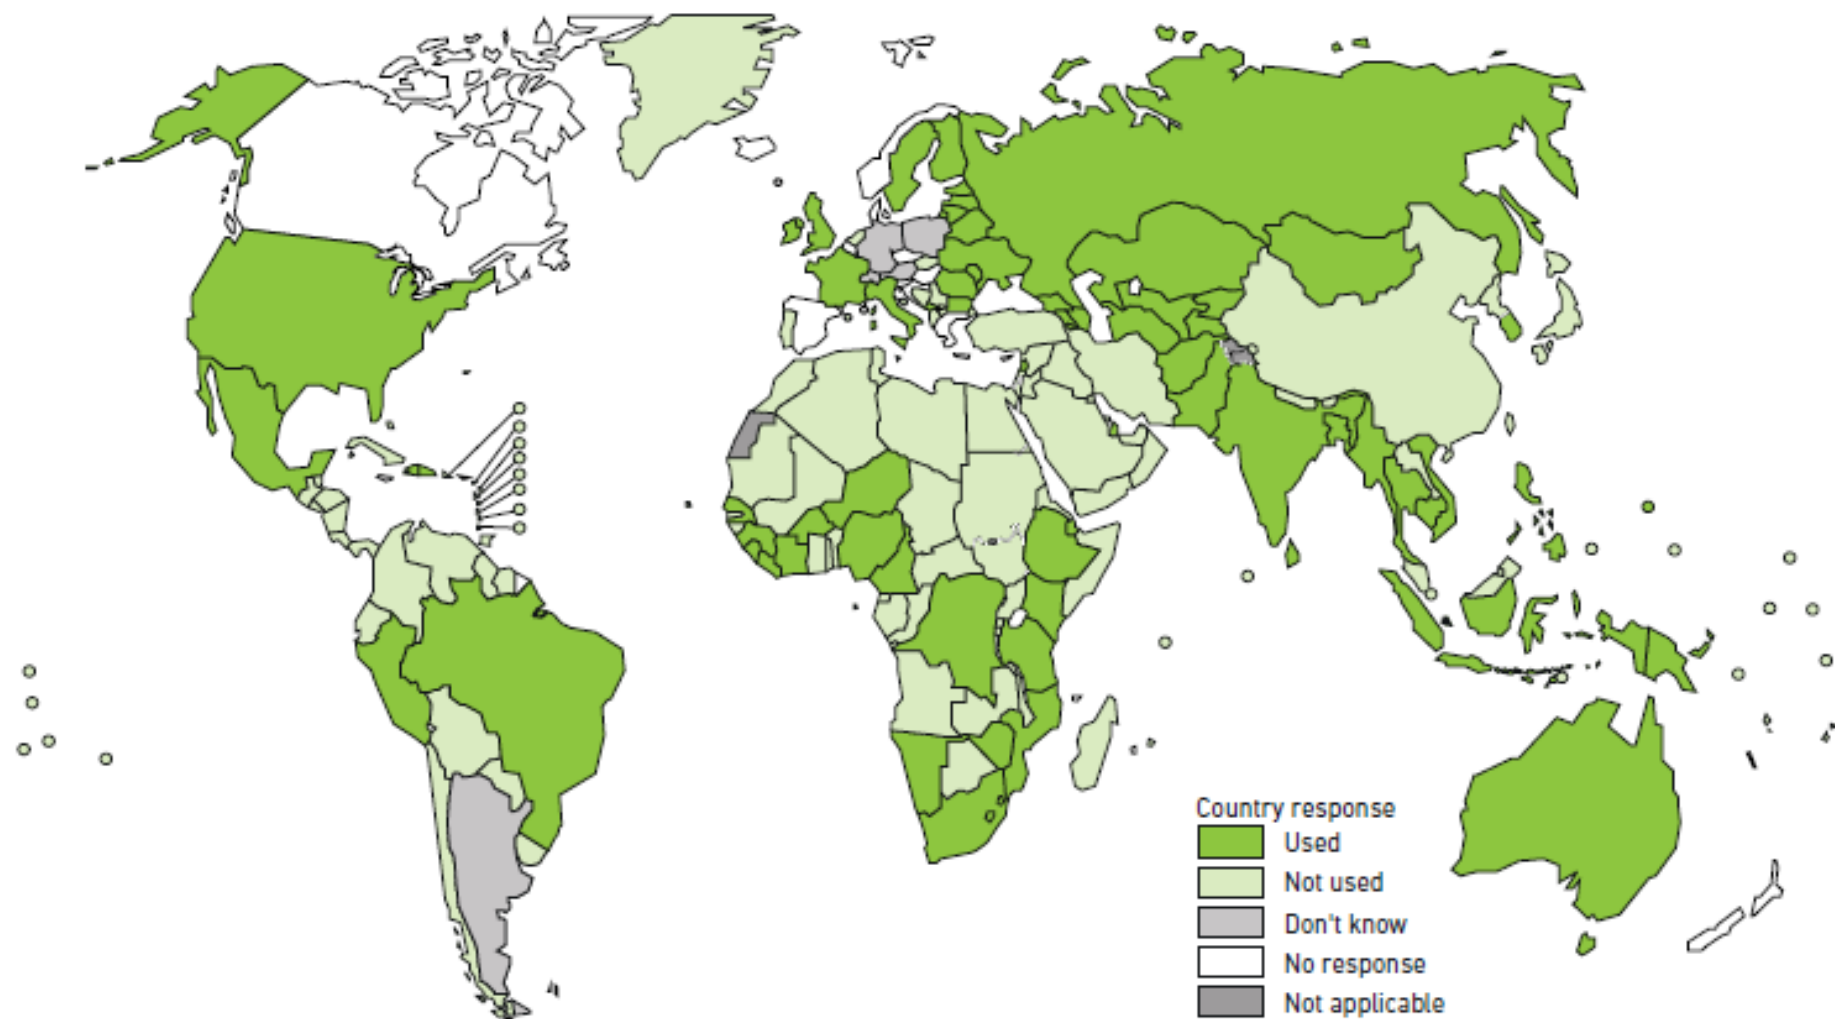 Country response
Used
Not used
Don't know
No response
Not applicable